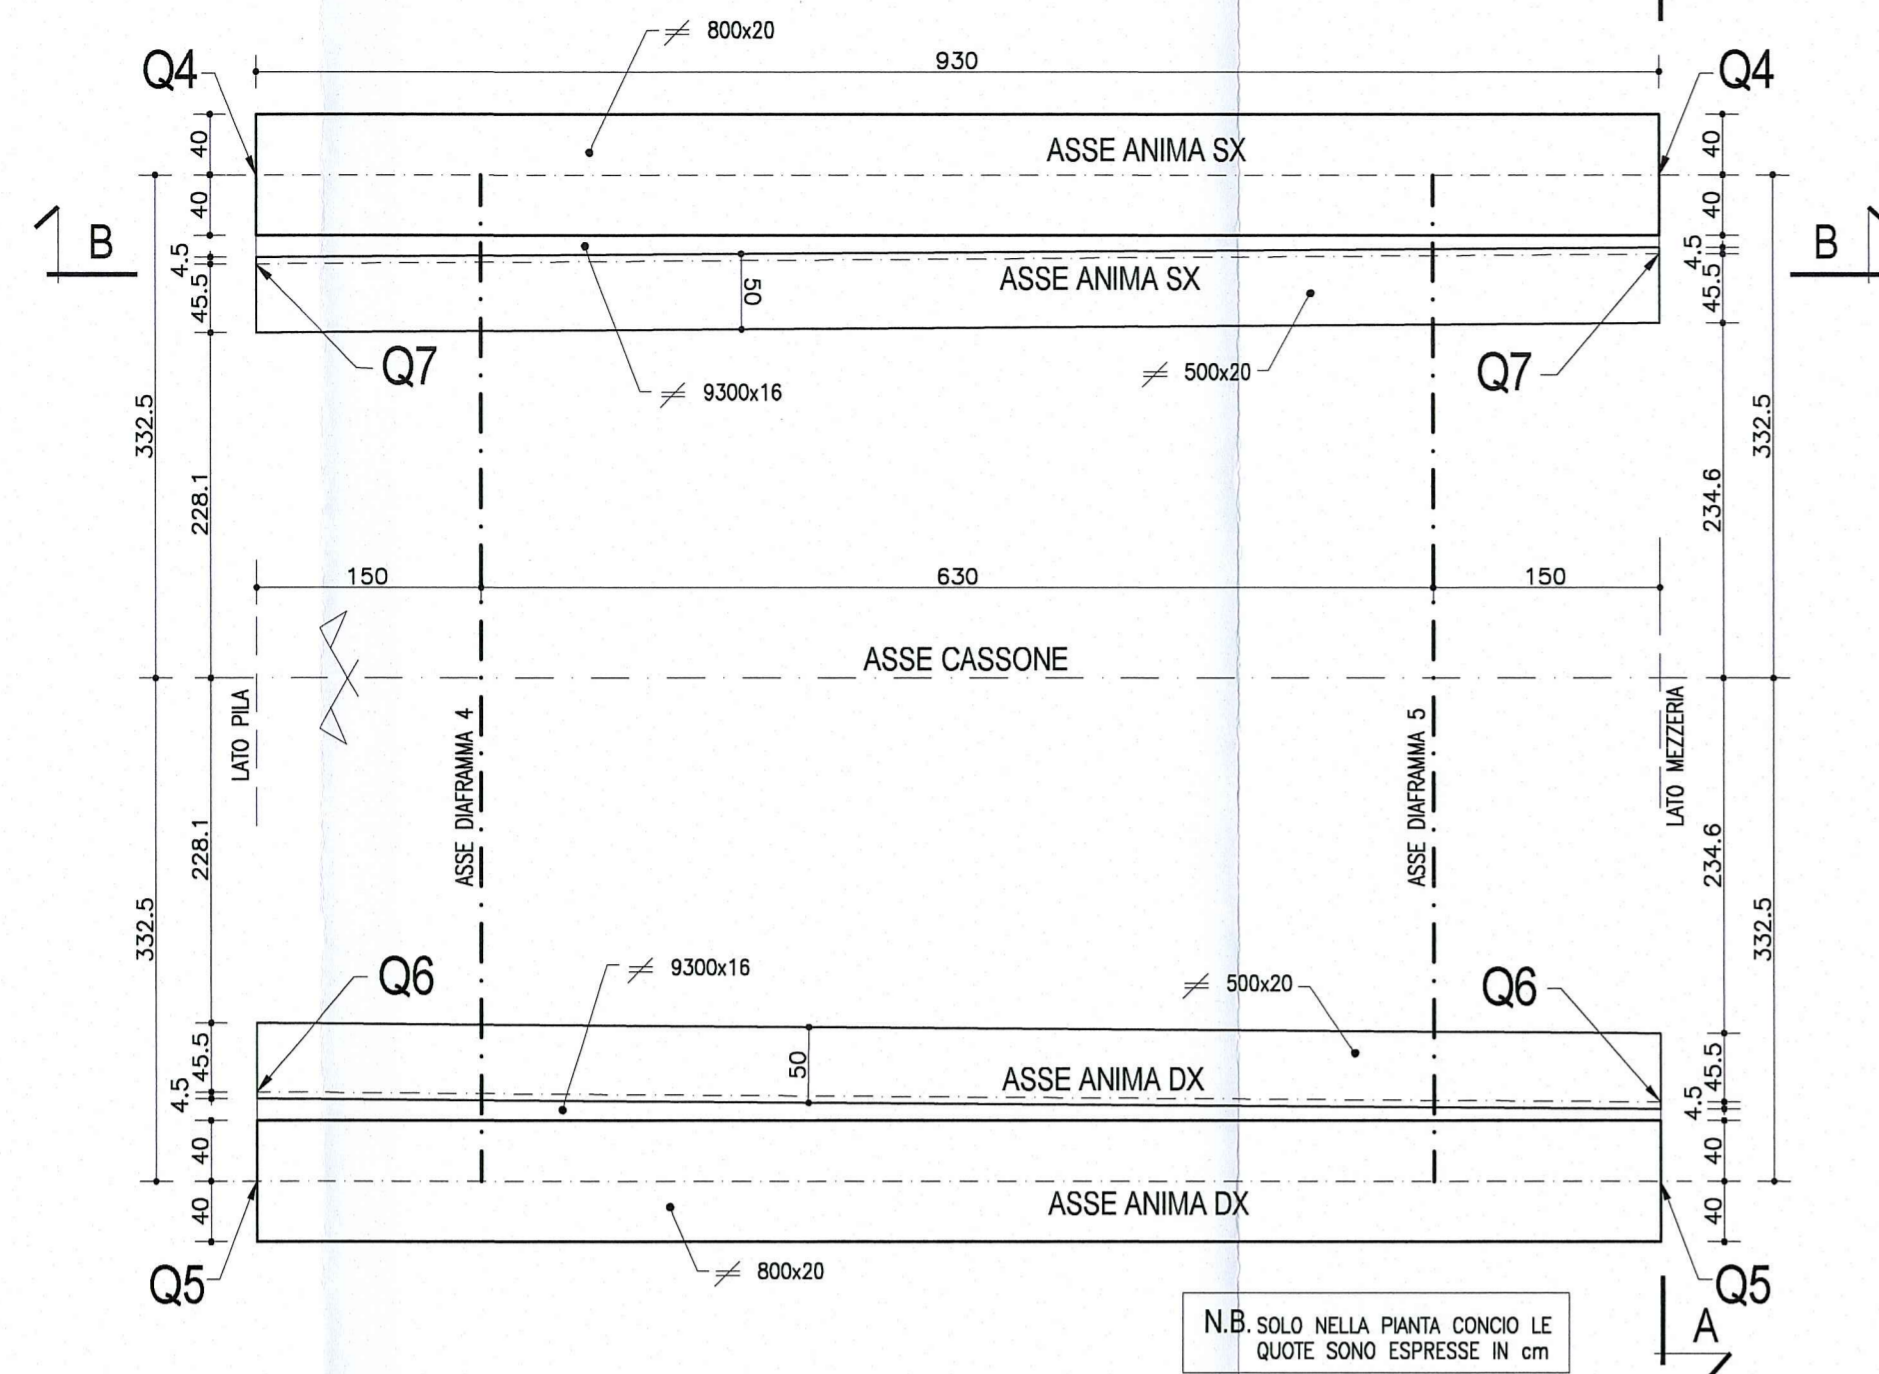 ≠ 800x20
930
Q4
Q4
40
ASSE ANIMA SX
40
40
40
B
B
4.5
4.5
ASSE ANIMA SX
45.5
50
45.5
Q7
≠ 500x20
Q7
≠ 9300x16
332.5
332.5
228.1
234.6
150
630
150
ASSE CASSONE
LATO PILA
ASSE DIAFRAMMA 4
ASSE DIAFRAMMA 5
LATO MEZZERIA
228.1
234.6
332.5
332.5
Q6
≠ 9300x16
≠ 500x20
Q6
45.5
50
45.5
ASSE ANIMA DX
4.5
4.5
40
40
ASSE ANIMA DX
40
40
Q5
≠ 800x20
Q5
N.B. SOLO NELLA PIANTA CONCIO LE
QUOTE SONO ESPRESSE IN cm
A